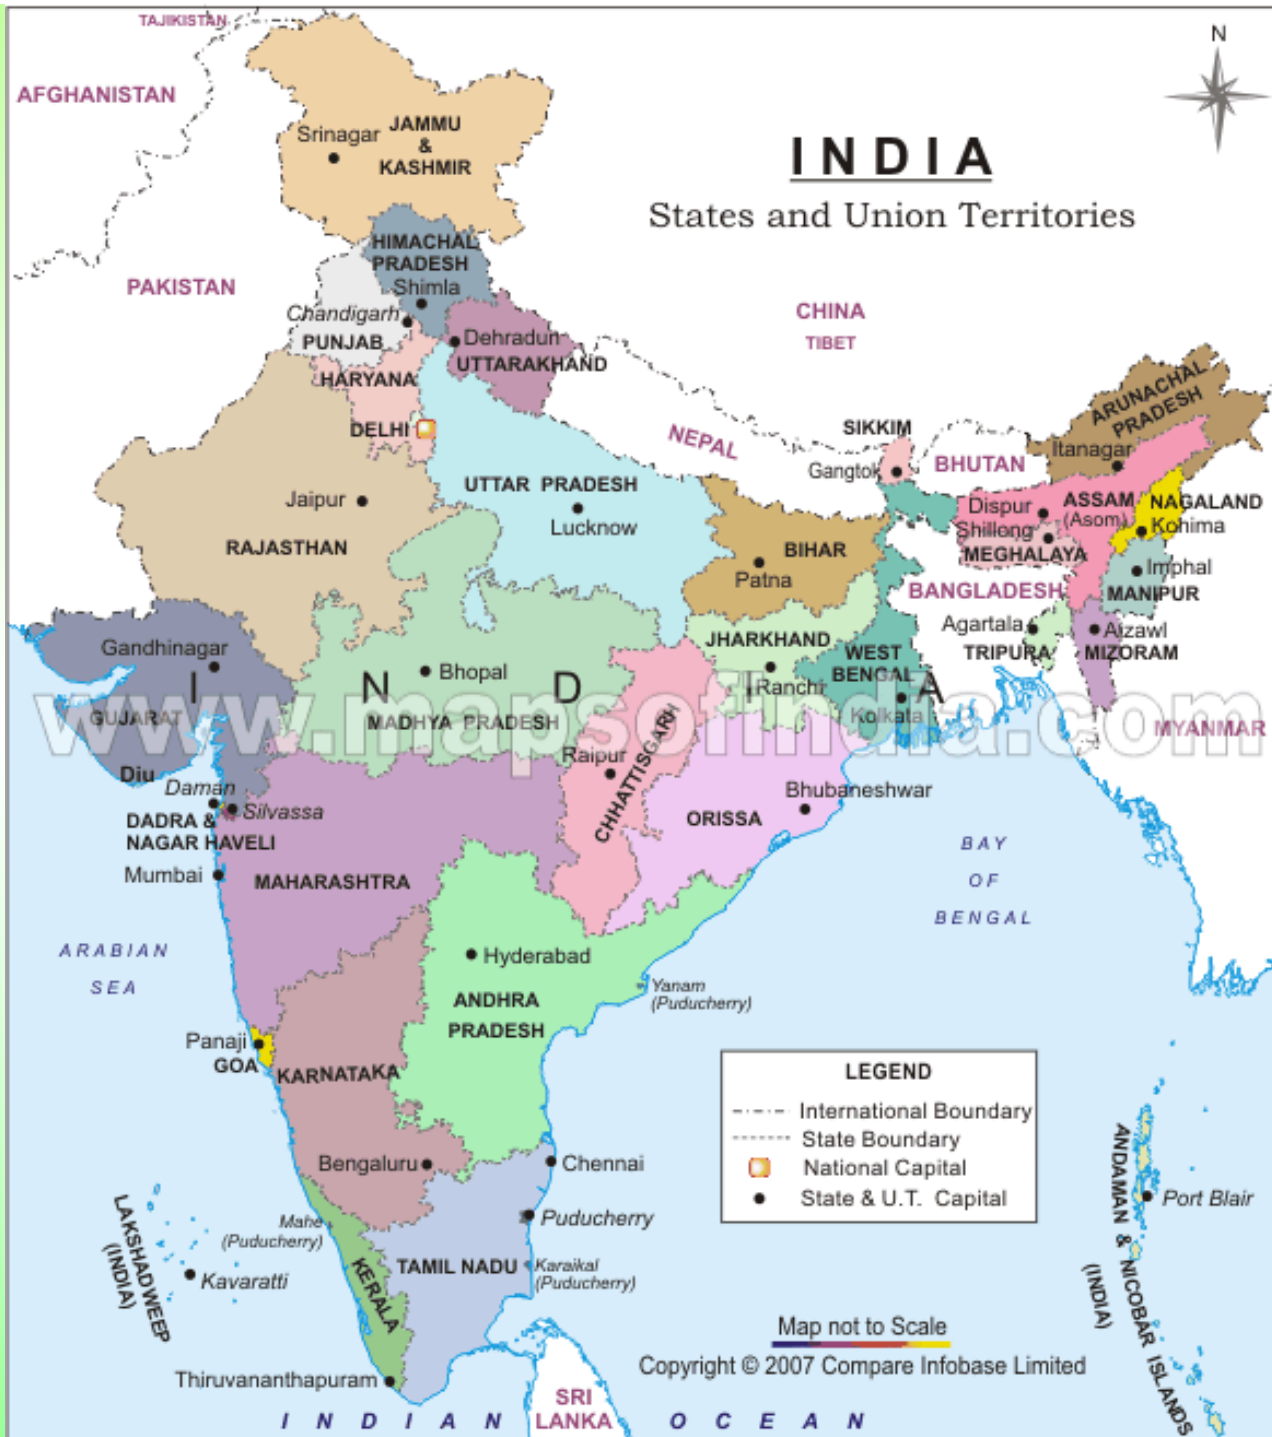 TAJIKISTAN
AFGHANISTAN
N
Srinagar
JAMMU
&
KASHMIR
INDIA
States and Union Territories
HIMACHAL
PRADESH
Shimla
PAKISTAN
Chandigarh
PUNJAB
CHINA
TIBET
Dehradun
UTTARAKHAND
HARYANA
DELHI
NEPAL
SIKKIM
Gangtok
BHUTAN
ARUNACHAL
PRADESH
Itanagar
Jaipur
RAJASTHAN
UTTAR PRADESH
Lucknow
BIHAR
Patna
Dispur
Shillong
MEGHALAYA
ASSAM
(Asom)
NAGALAND
Kohima
Imphal
MANIPUR
BANGLADESH
Agartala
TRIPURA
Aizawl
MIZORAM
Gandhinagar
GUJARAT
Bhopal
MADHYA PRADESH
JHARKHAND
Ranchi
WEST
BENGAL
Kolkata
I N D I A
www.mapsofindia.com
MYANMAR
Diu
Daman
Silvassa
DADRA &
NAGAR HAVELI
Mumbai
MAHARASHTRA
Raipur
CHHATTISGARH
ORISSA
Bhubaneshwar
BAY
OF
BENGAL
ARABIAN
SEA
Hyderabad
ANDHRA
PRADESH
Yanam
(Puducherry)
Panaji
GOA
KARNATAKA
Bengaluru
Chennai
LEGEND
International Boundary
State Boundary
National Capital
State & U.T. Capital
LAKSHADWEEP
(INDIA)
Kavaratti
Mahe
(Puducherry)
KERALA
TAMIL NADU
Puducherry
Karaikal
(Puducherry)
Thiruvananthapuram
ANDAMAN & NICOBAR ISLANDS
(INDIA)
Port Blair
Map not to Scale
Copyright © 2007 Compare Infobase Limited
SRI
LANKA
INDIAN OCEAN